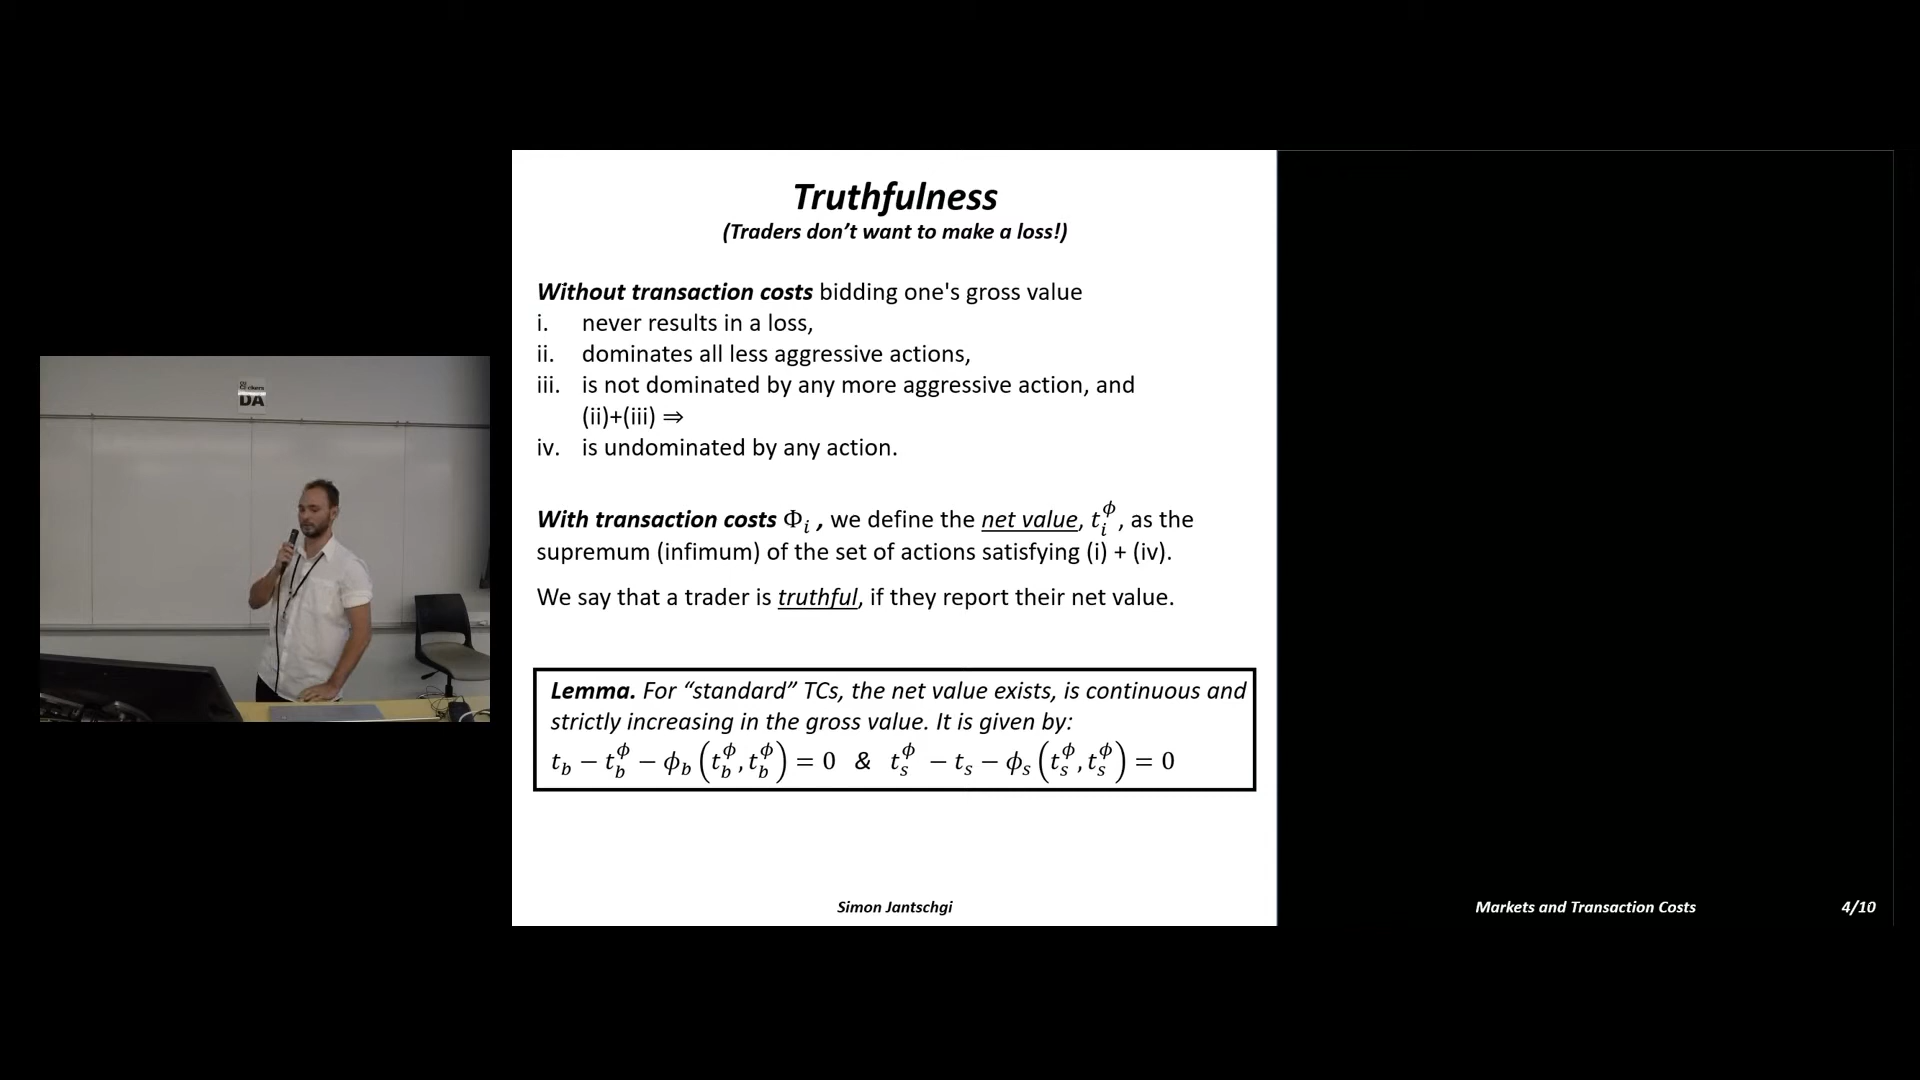 Truthfulness
(Traders don’t want to make a loss!)
Without transaction costs bidding one's gross value
i. never results in a loss,
ii. dominates all less aggressive actions,
iii. is not dominated by any more aggressive action, and
(ii)+(iii) ⇒
iv. is undominated by any action.
With transaction costs Φ_i , we define the net value, t_i^ϕ, as the
supremum (infimum) of the set of actions satisfying (i) + (iv).
We say that a trader is truthful, if they report their net value.
Lemma. For “standard” TCs, the net value exists, is continuous and
strictly increasing in the gross value. It is given by:
t_b − t_b^ϕ − ϕ_b (t_b^ϕ, t_b^ϕ) = 0 & t_s^ϕ − t_s − ϕ_s (t_s^ϕ, t_s^ϕ) = 0
Simon Jantschgi
Markets and Transaction Costs
4/10
DA